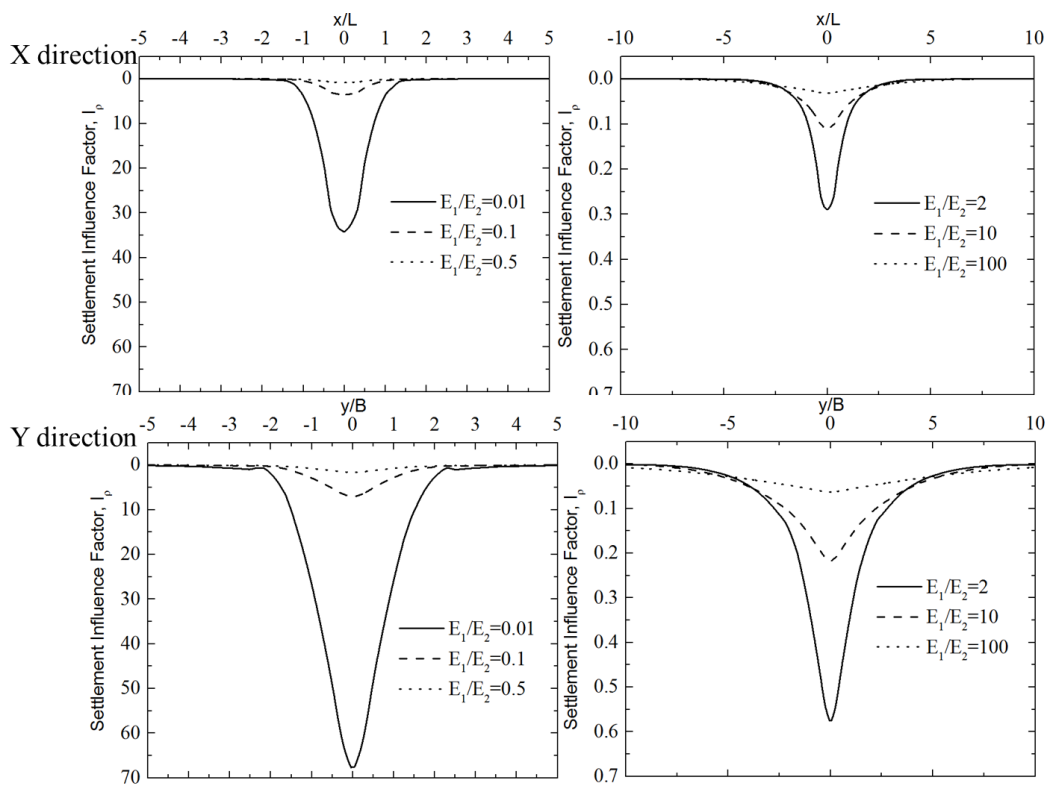 x/L
-5 -4 -3 -2 -1 0 1 2 3 4 5
X direction
0
10
20
30
40
50
60
70
Settlement Influence Factor, Iρ
E1/E2=0.01
E1/E2=0.1
E1/E2=0.5
x/L
-10 -5 0 5 10
0.0
0.1
0.2
0.3
0.4
0.5
0.6
0.7
Settlement Influence Factor, Iρ
E1/E2=2
E1/E2=10
E1/E2=100
y/B
-5 -4 -3 -2 -1 0 1 2 3 4 5
Y direction
0
10
20
30
40
50
60
70
Settlement Influence Factor, Iρ
E1/E2=0.01
E1/E2=0.1
E1/E2=0.5
y/B
-10 -5 0 5 10
0.0
0.1
0.2
0.3
0.4
0.5
0.6
0.7
Settlement Influence Factor, Iρ
E1/E2=2
E1/E2=10
E1/E2=100